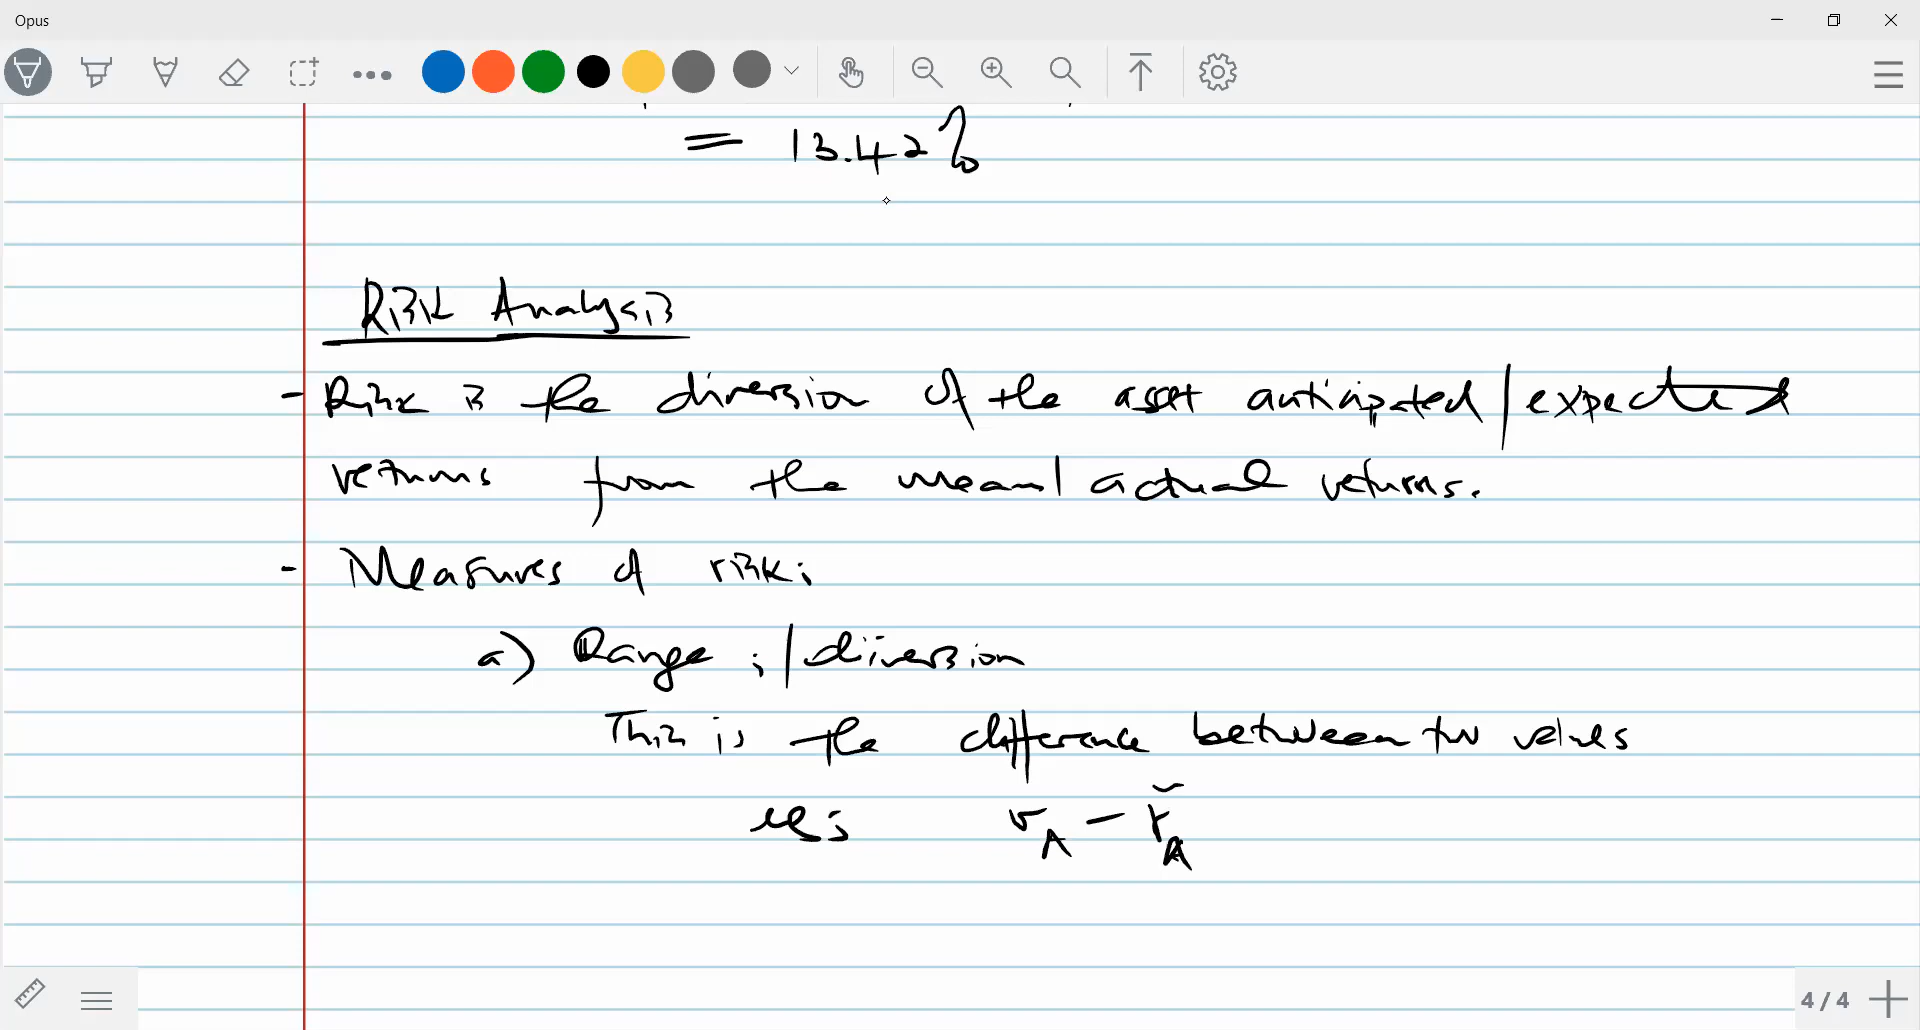 Opus
= 13.42%
Risk Analysis
- Risk is the diversion of the asset anticipated/expected
returns from the mean/actual returns.
- Measures of risk;
a) Range ;/diversion
This is the difference between two values
r_A - r̄_A
4 / 4